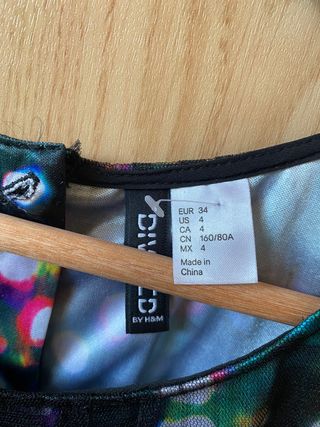 EUR 34
US 4
CA 4
CN 160/80A
MX 4
Made in
China
BY H&M